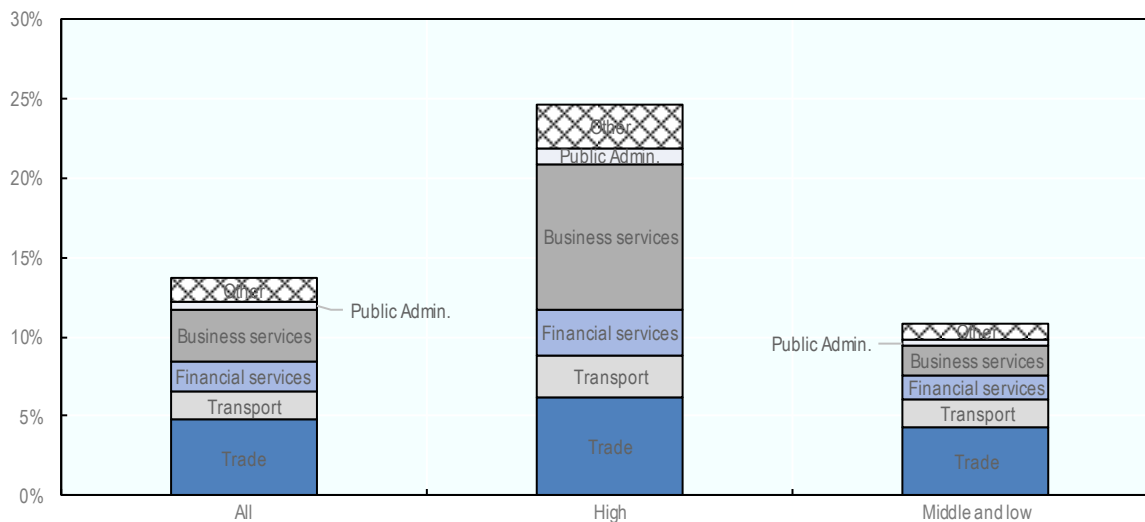 30%
25%
20%
15%
10%
5%
0%
Other
Public Admin.
Business services
Financial services
Transport
Trade
Other
Public Admin.
Business services
Financial services
Transport
Trade
Other
Public Admin.
Business services
Financial services
Transport
Trade
All
High
Middle and low